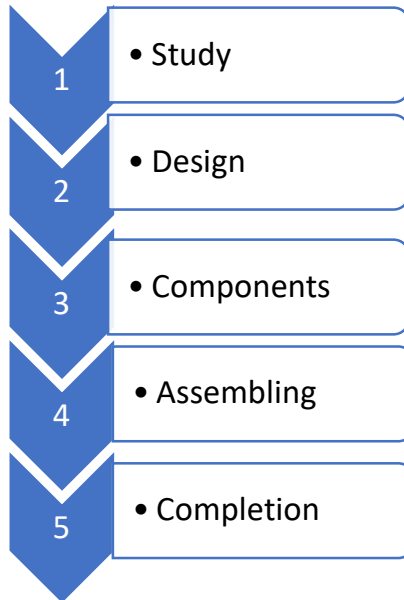 1
• Study
2
• Design
3
• Components
4
• Assembling
5
• Completion